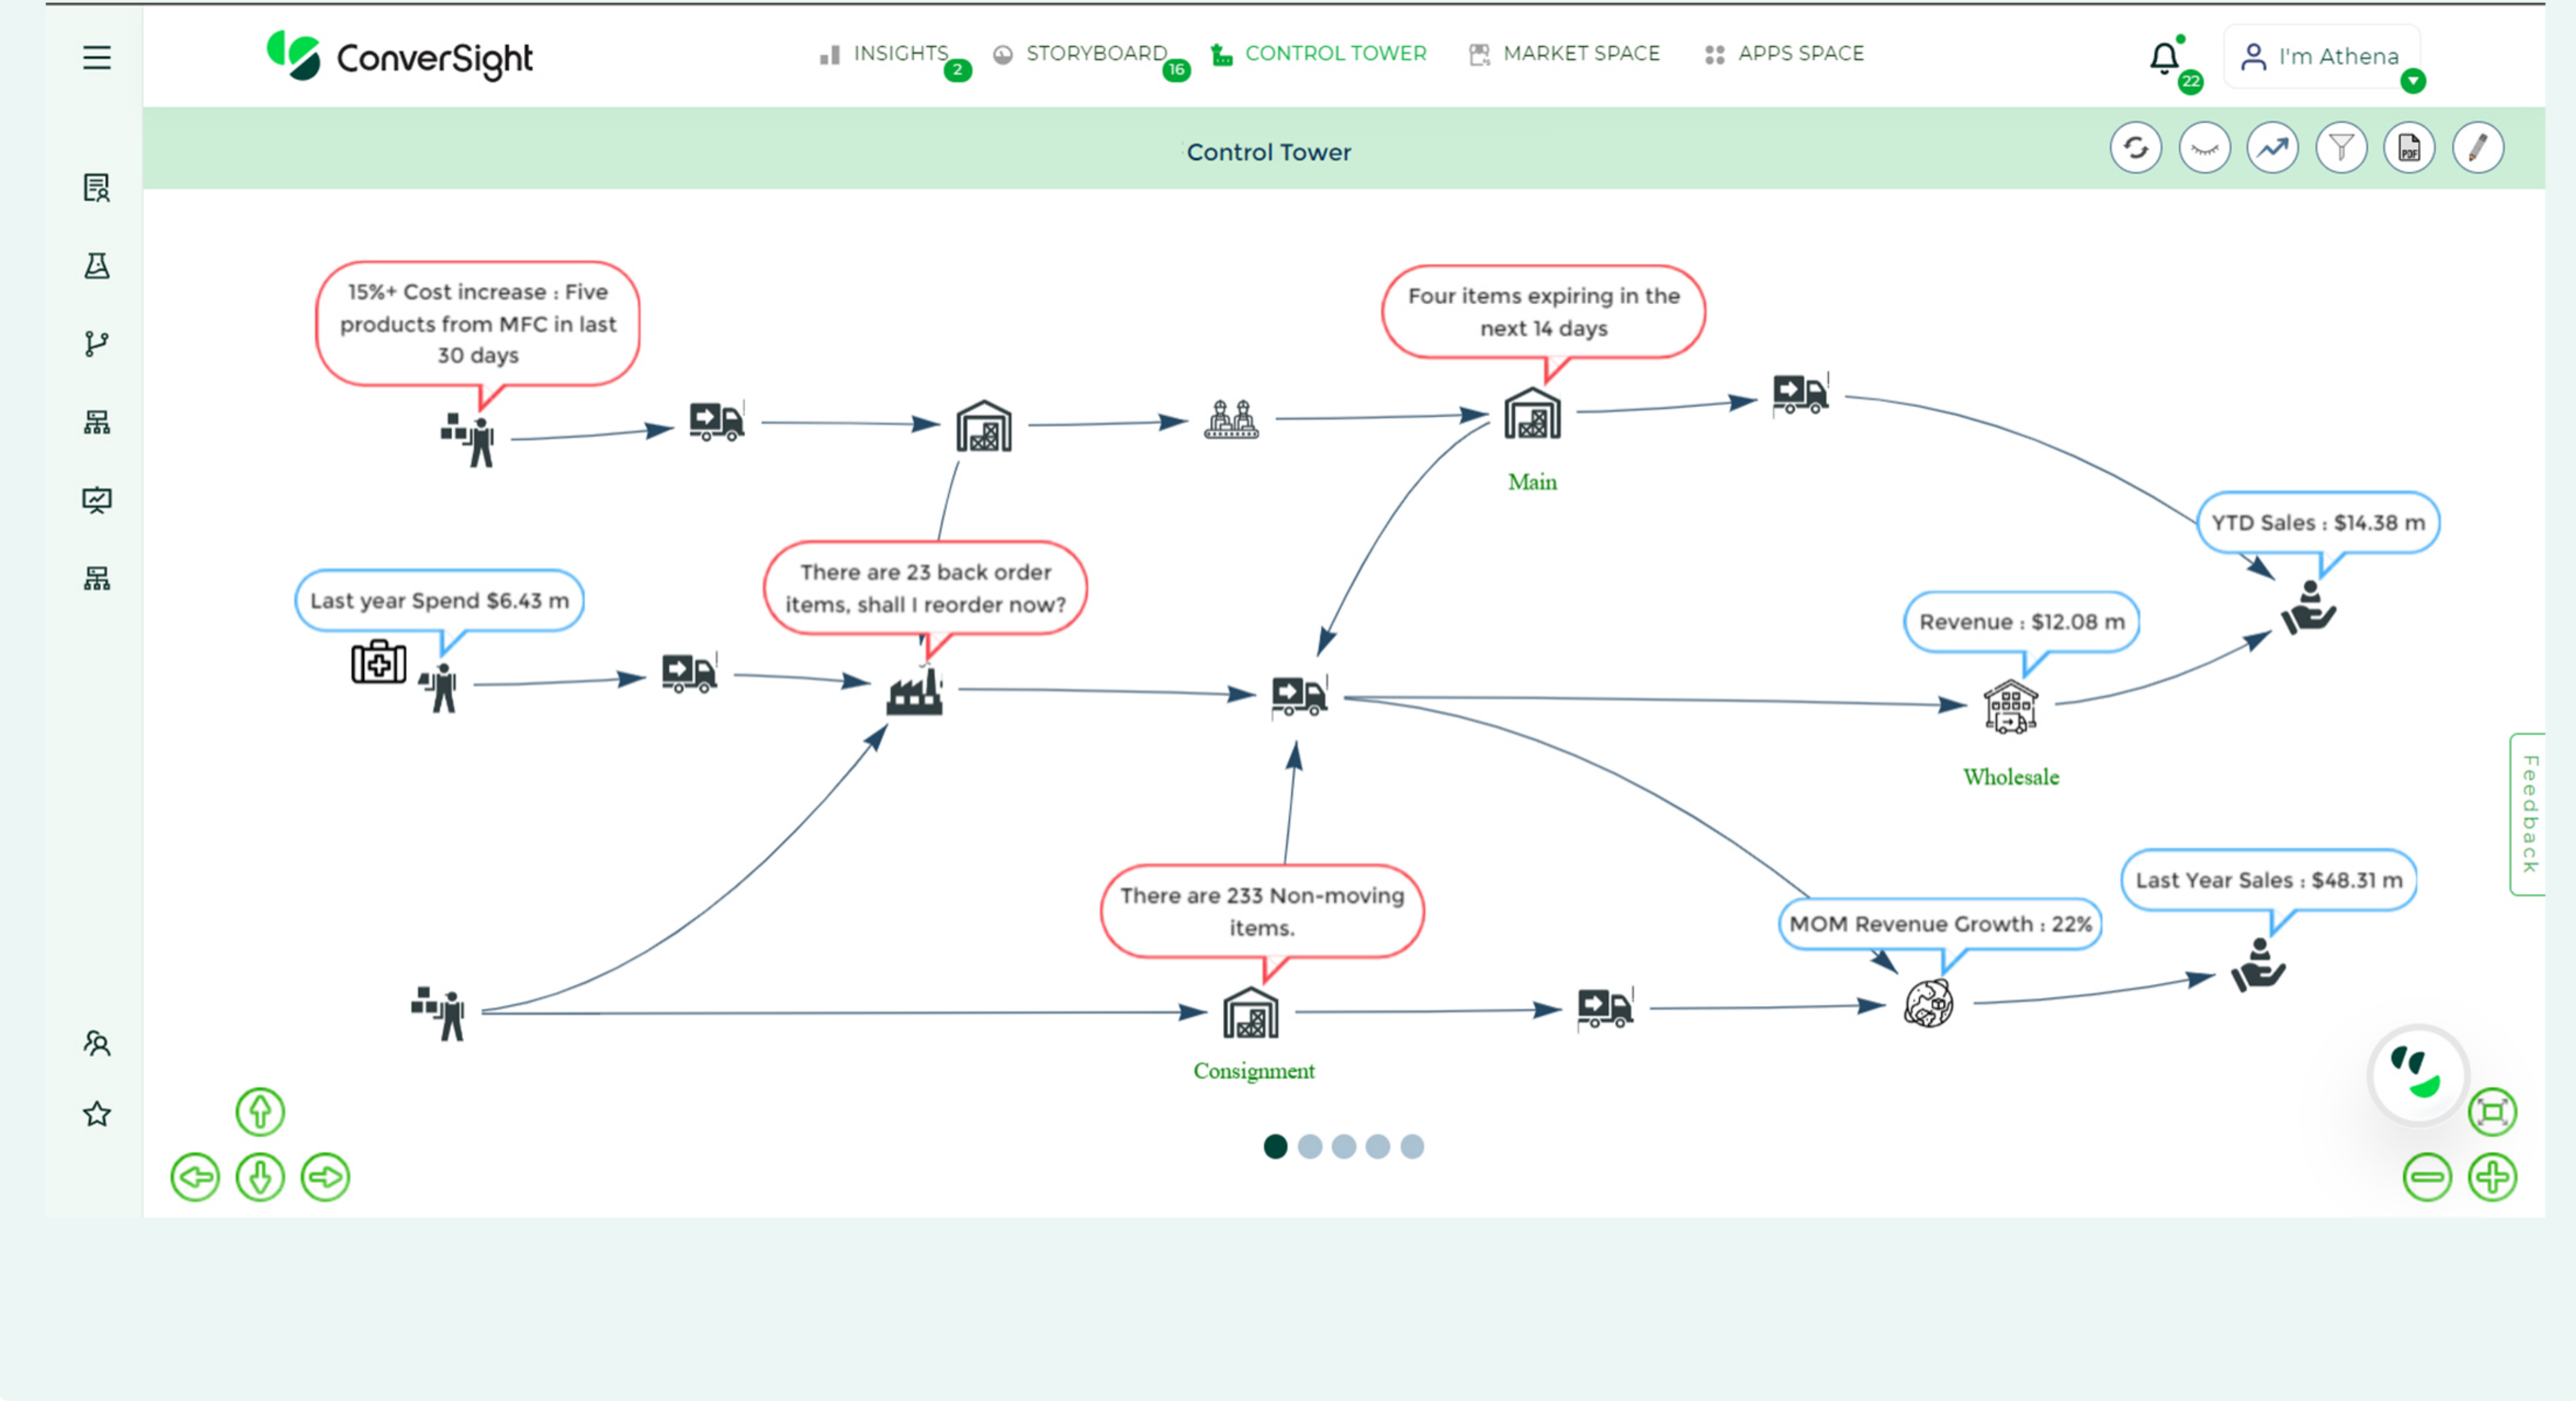 ConverSight
INSIGHTS
2
STORYBOARD
16
CONTROL TOWER
MARKET SPACE
APPS SPACE
22
I'm Athena
Control Tower
PDF
15%+ Cost increase : Five
products from MFC in last
30 days
Four items expiring in the
next 14 days
Main
YTD Sales : $14.38 m
Last year Spend $6.43 m
There are 23 back order
items, shall I reorder now?
Revenue : $12.08 m
Wholesale
Feedback
There are 233 Non-moving
items.
MOM Revenue Growth : 22%
Last Year Sales : $48.31 m
Consignment